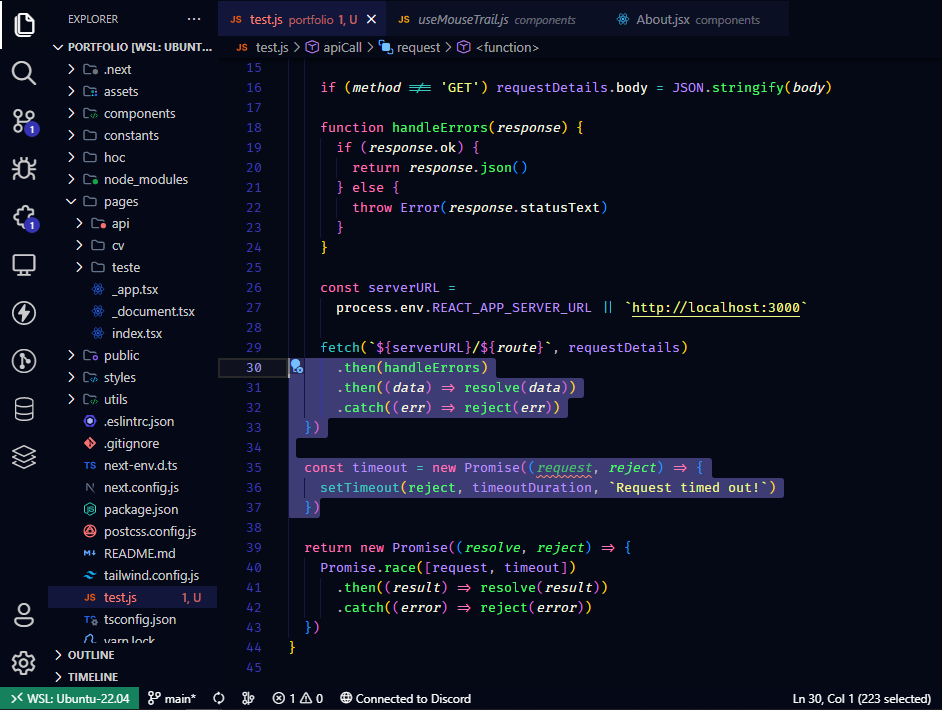 EXPLORER ···
PORTFOLIO [WSL: UBUNT...
.next
assets
components
constants
hoc
node_modules
pages
api
cv
teste
_app.tsx
_document.tsx
index.tsx
public
styles
utils
.eslintrc.json
.gitignore
TS next-env.d.ts
N next.config.js
JS package.json
postcss.config.js
M↓ README.md
tailwind.config.js
JS test.js 1, U
TS tsconfig.json
yarn.lock
OUTLINE
TIMELINE
1
1
JS test.js portfolio 1, U ×
JS useMouseTrail.js components
About.jsx components
JS test.js > apiCall > request > <function>
15
16 if (method !== 'GET') requestDetails.body = JSON.stringify(body)
17
18 function handleErrors(response) {
19 if (response.ok) {
20 return response.json()
21 } else {
22 throw Error(response.statusText)
23 }
24 }
25
26 const serverURL =
27 process.env.REACT_APP_SERVER_URL || `http://localhost:3000`
28
29 fetch(`${serverURL}/${route}`, requestDetails)
30 .then(handleErrors)
31 .then((data) => resolve(data))
32 .catch((err) => reject(err))
33 })
34
35 const timeout = new Promise((request, reject) => {
36 setTimeout(reject, timeoutDuration, `Request timed out!`)
37 })
38
39 return new Promise((resolve, reject) => {
40 Promise.race([request, timeout])
41 .then((result) => resolve(result))
42 .catch((error) => reject(error))
43 })
44 }
45
WSL: Ubuntu-22.04 main* 1 0 Connected to Discord Ln 30, Col 1 (223 selected)